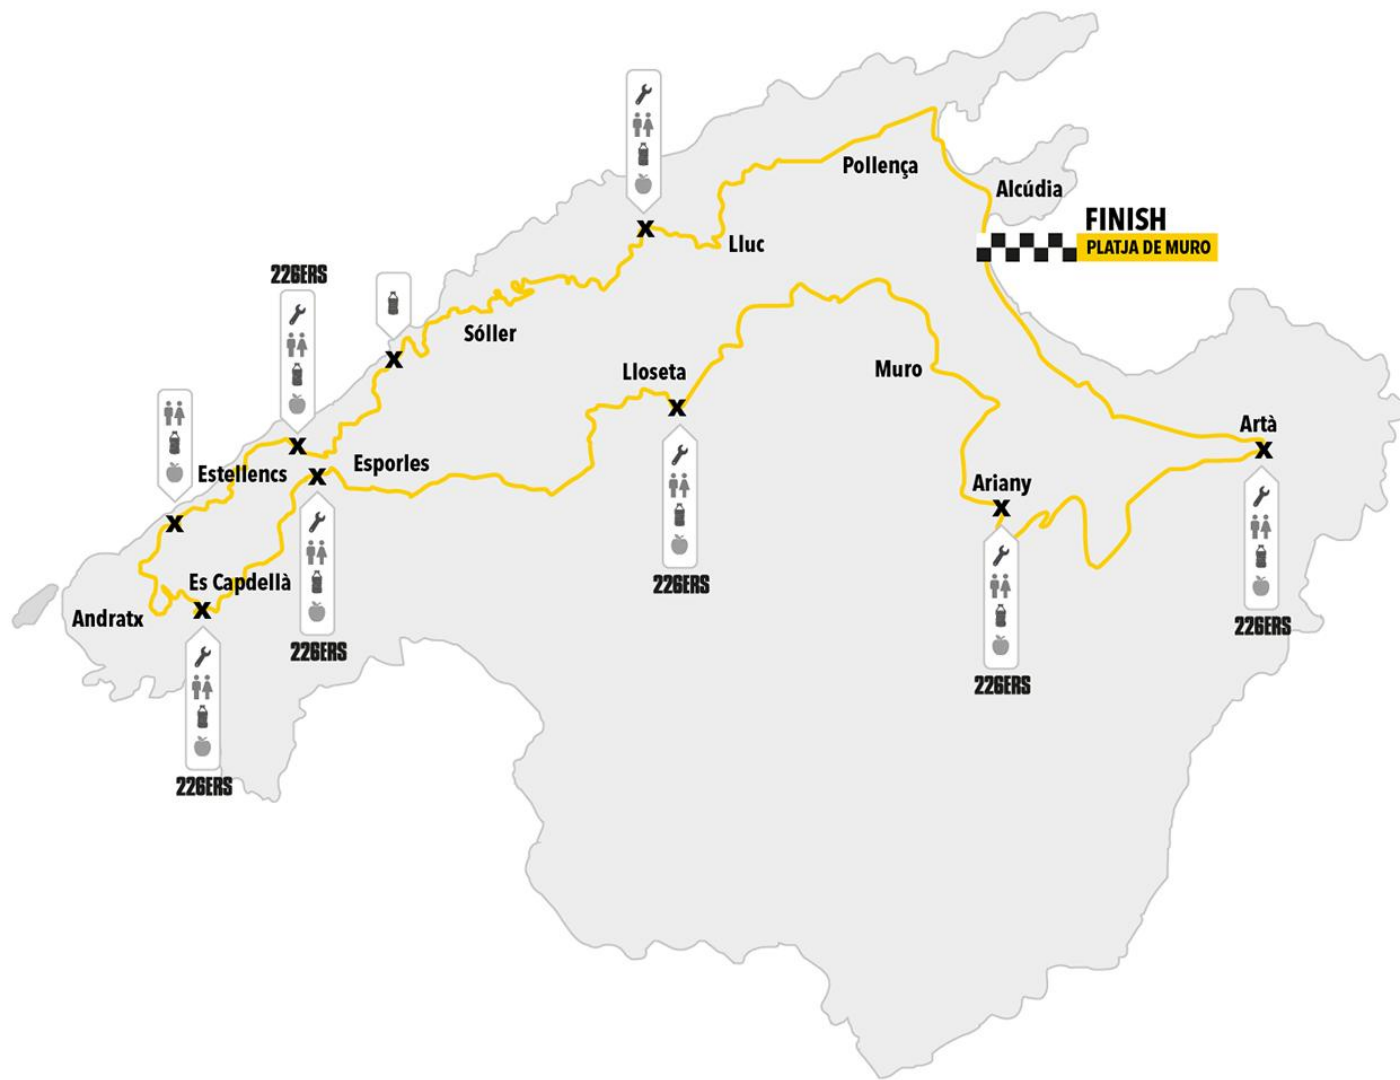 Pollença
Alcúdia
FINISH
PLATJA DE MURO
Lluc
226ERS
Sóller
Lloseta
Muro
Artà
Esporles
Estellencs
Ariany
Es Capdellà
Andratx
226ERS
226ERS
226ERS
226ERS
226ERS